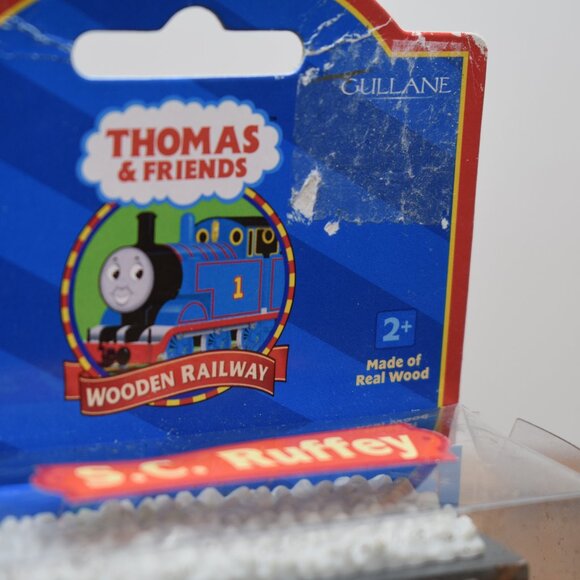 GULLANE
THOMAS
& FRIENDS
1
WOODEN RAILWAY
2+
Made of
Real Wood
S.C. Ruffey